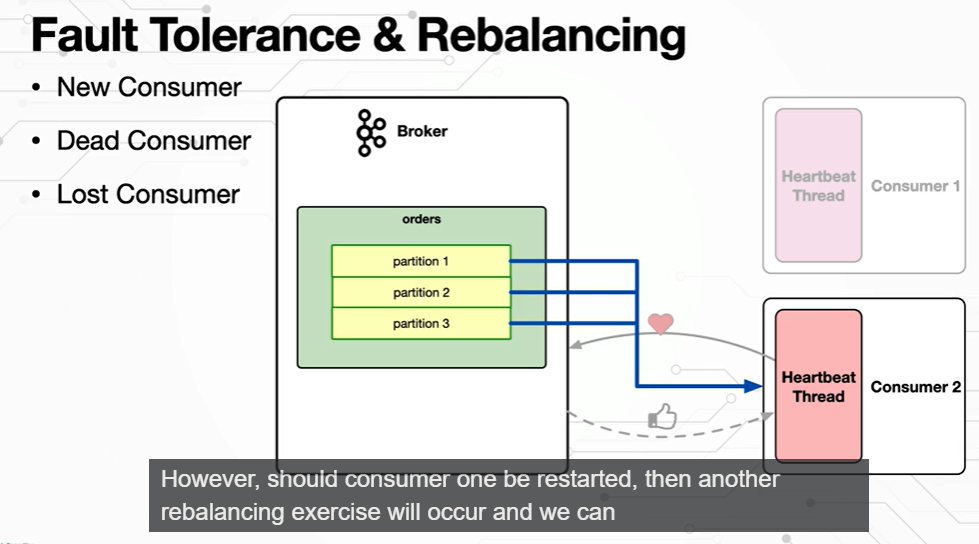 Fault Tolerance & Rebalancing
• New Consumer
• Dead Consumer
• Lost Consumer
Broker
orders
partition 1
partition 2
partition 3
Heartbeat
Thread
Consumer 1
Heartbeat
Thread
Consumer 2
However, should consumer one be restarted, then another
rebalancing exercise will occur and we can